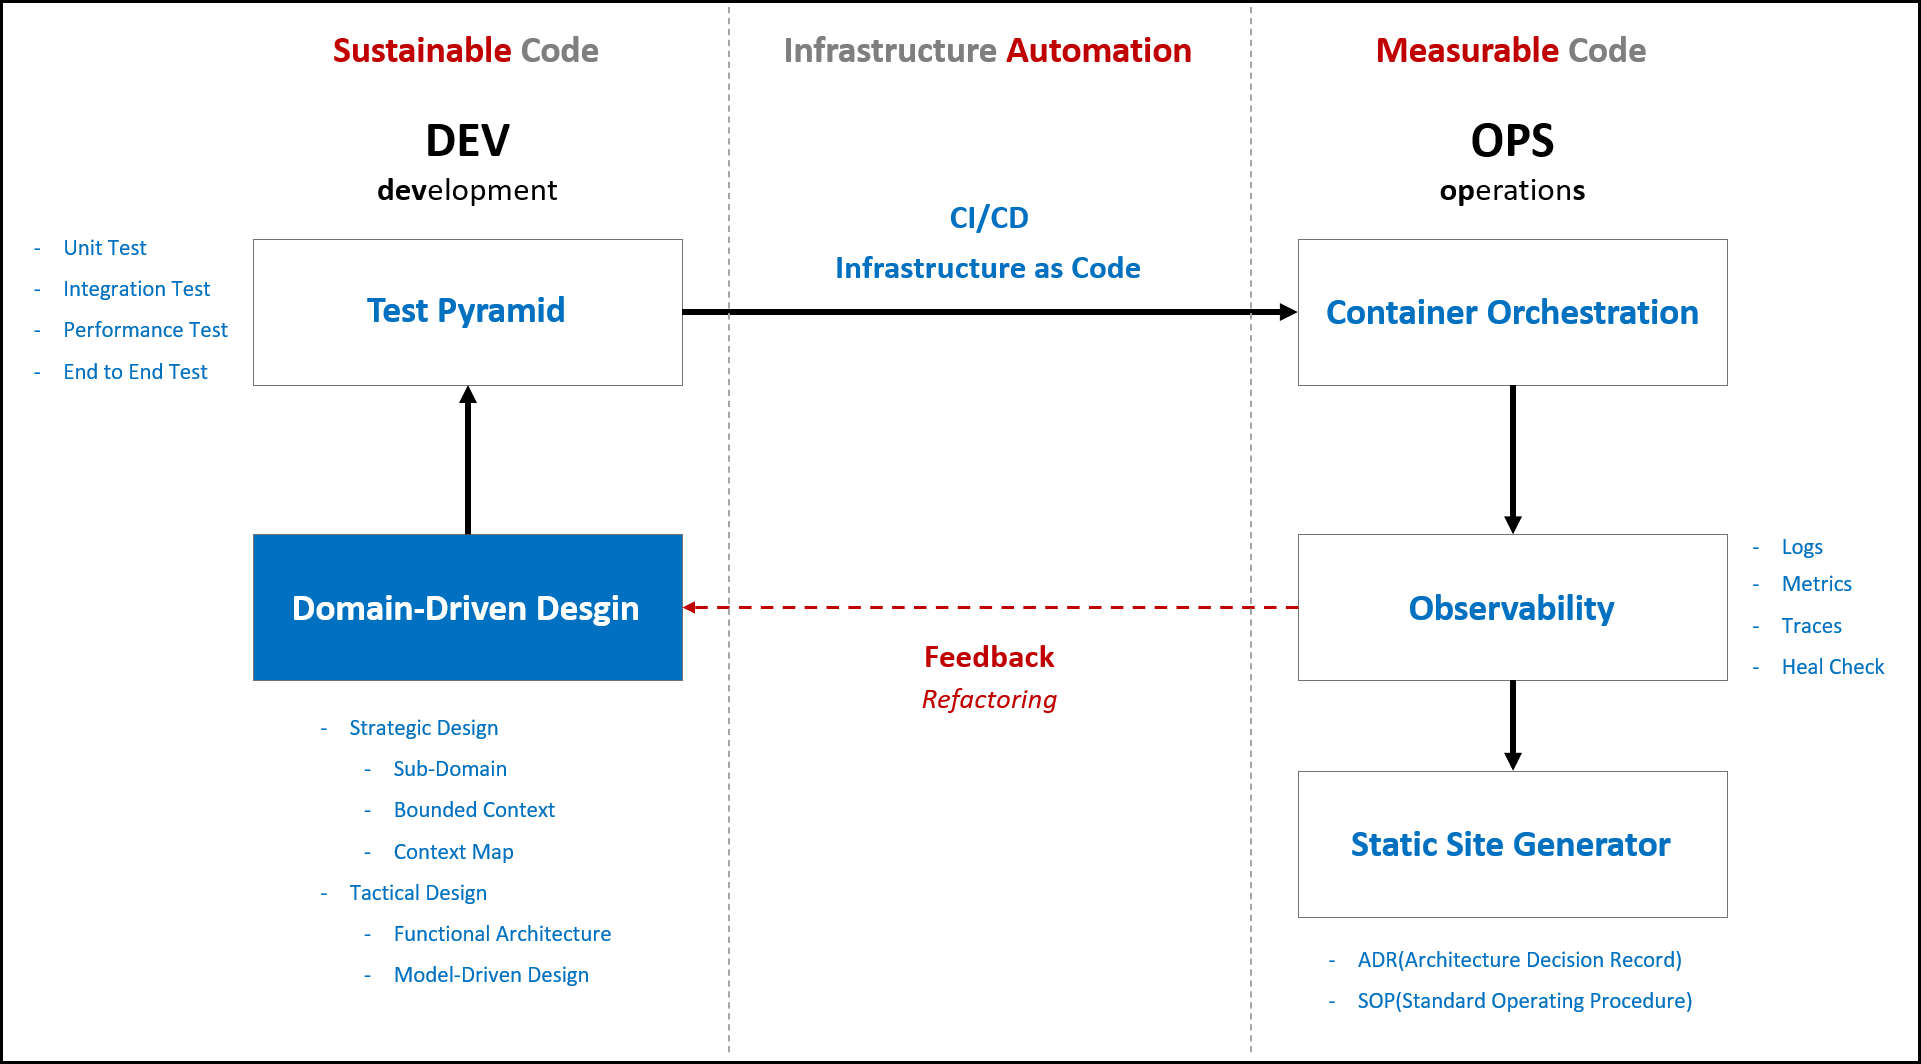 Sustainable Code
DEV
development
- Unit Test
- Integration Test
- Performance Test
- End to End Test
Test Pyramid
Domain-Driven Desgin
- Strategic Design
- Sub-Domain
- Bounded Context
- Context Map
- Tactical Design
- Functional Architecture
- Model-Driven Design
Infrastructure Automation
CI/CD
Infrastructure as Code
Feedback
Refactoring
Measurable Code
OPS
operations
Container Orchestration
Observability
- Logs
- Metrics
- Traces
- Heal Check
Static Site Generator
- ADR(Architecture Decision Record)
- SOP(Standard Operating Procedure)